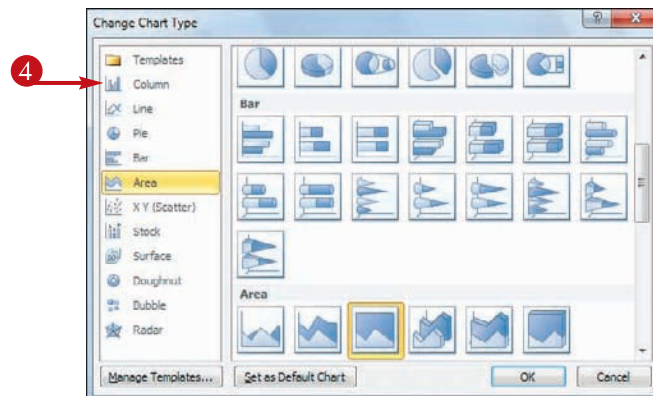 Change Chart Type
4
Templates
Column
Line
Pie
Bar
Area
X Y (Scatter)
Stock
Surface
Doughnut
Bubble
Radar
Bar
Area
Manage Templates...
Set as Default Chart
OK
Cancel